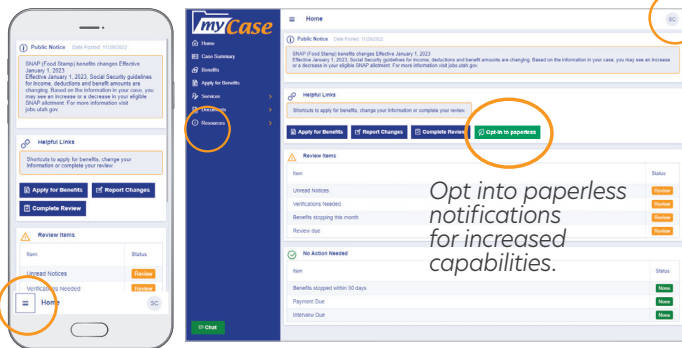 Public Notice Date Posted: 11/29/2022
SNAP (Food Stamp) benefits changes Effective
January 1, 2023
Effective January 1, 2023, Social Security guidelines
for income, deductions and benefit amounts are
changing. Based on the information in your case, you
may see an increase or a decrease in your eligible
SNAP allotment. For more information visit
jobs.utah.gov.
Helpful Links
Shortcuts to apply for benefits, change your
information or complete your review.
Apply for Benefits Report Changes
Complete Review
Review Items
Item Status
Unread Notices Review
Verifications Needed Review
Home SC
myCase
Home
Case Summary
Benefits
Apply for Benefits
Services
Documents
Resources
Chat
Home SC
Public Notice Date Posted: 11/29/2022
SNAP (Food Stamp) benefits changes Effective January 1, 2023
Effective January 1, 2023, Social Security guidelines for income, deductions and benefit amounts are changing. Based on the information in your case, you may see an increase
or a decrease in your eligible SNAP allotment. For more information visit jobs.utah.gov.
Helpful Links
Shortcuts to apply for benefits, change your information or complete your review.
Apply for Benefits Report Changes Complete Review Opt-in to paperless
Review Items
Item Status
Unread Notices Review
Verifications Needed Review
Benefits stopping this month Review
Review due Review
Opt into paperless
notifications
for increased
capabilities.
No Action Needed
Item Status
Benefits stopped within 30 days None
Payment Due None
Interview Due None